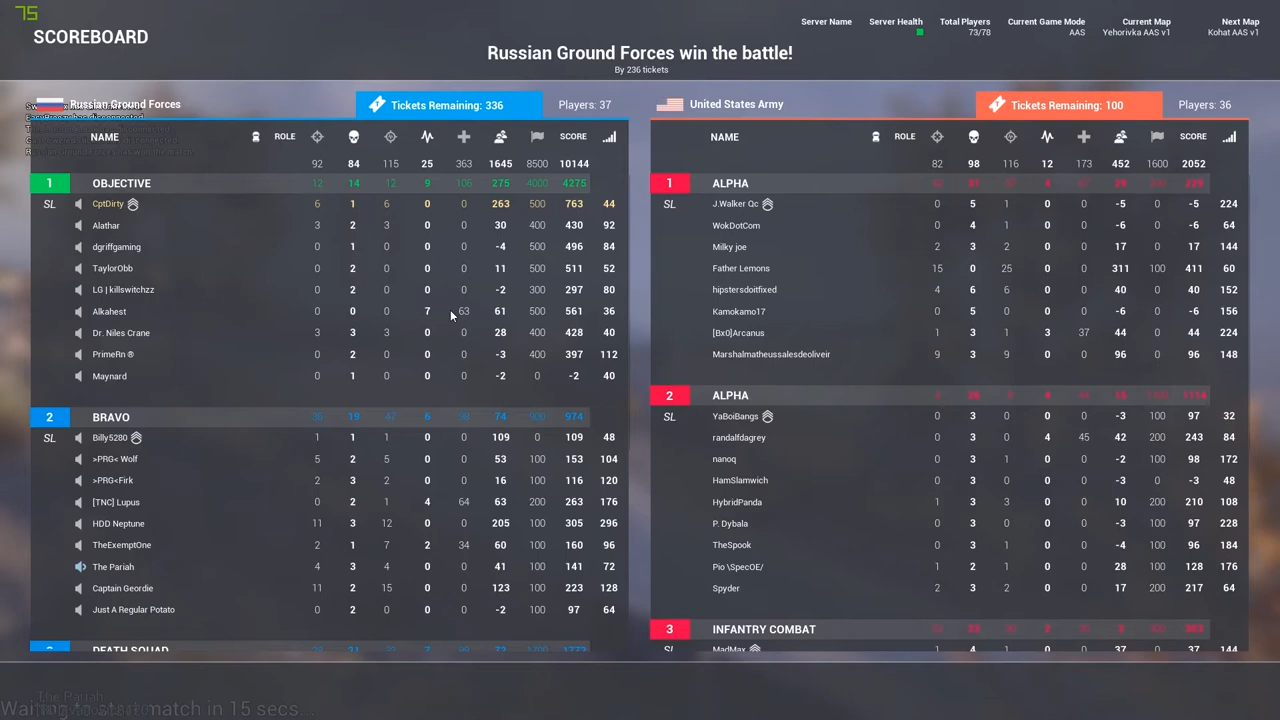 75
SCOREBOARD
Server Name Server Health Total Players Current Game Mode Current Map Next Map
73/78 AAS Yehorivka AAS v1 Kohat AAS v1
Russian Ground Forces win the battle!
By 236 tickets
Russian Ground Forces Tickets Remaining: 336 Players: 37
NAME ROLE SCORE
92 84 115 25 363 1645 8500 10144
1 OBJECTIVE 12 14 12 9 106 275 4000 4275
SL CptDirty 6 1 6 0 0 263 500 763 44
Alathar 3 2 3 0 0 30 400 430 92
dgriffgaming 0 1 0 0 0 -4 500 496 84
TaylorObb 0 2 0 0 0 11 500 511 52
LG | killswitchzz 0 2 0 0 0 -2 300 297 80
Alkahest 0 0 0 7 63 61 500 561 36
Dr. Niles Crane 3 3 3 0 0 28 400 428 40
PrimeRn ® 0 2 0 0 0 -3 400 397 112
Maynard 0 1 0 0 0 -2 0 -2 40
2 BRAVO 36 19 47 6 98 74 900 974
SL Billy5280 1 1 1 0 0 109 0 109 48
>PRG< Wolf 5 2 5 0 0 53 100 153 104
>PRG<Firk 2 3 2 0 0 16 100 116 120
[TNC] Lupus 0 2 1 4 64 63 200 263 176
HDD Neptune 11 3 12 0 0 205 100 305 296
TheExemptOne 2 1 7 2 34 60 100 160 96
The Pariah 4 3 4 0 0 41 100 141 72
Captain Geordie 11 2 15 0 0 123 100 223 128
Just A Regular Potato 0 2 0 0 0 -2 100 97 64
DEATH SQUAD
United States Army Tickets Remaining: 100 Players: 36
NAME ROLE SCORE
82 98 116 12 173 452 1600 2052
1 ALPHA
SL J.Walker Qc 0 5 1 0 0 -5 -5 224
WokDotCom 0 4 1 0 0 -6 -6 64
Milky joe 2 3 2 0 0 17 17 144
Father Lemons 15 0 25 0 0 311 100 411 60
hipstersdoitfixed 4 6 6 0 0 40 40 152
Kamokamo17 0 5 0 0 0 -6 -6 156
[Bx0]Arcanus 1 3 1 3 37 44 44 224
Marshalmatheussalesdeoliveir 9 3 9 0 0 96 96 148
2 ALPHA
SL YaBoiBangs 0 3 0 0 0 -3 100 97 32
randalfdagrey 0 3 0 4 45 42 200 243 84
nanoq 0 3 0 0 0 -2 100 98 172
HamSlamwich 0 3 0 0 0 -3 0 -3 48
HybridPanda 1 3 3 0 0 10 200 210 108
P. Dybala 0 3 0 0 0 -3 100 97 228
TheSpook 0 3 1 0 0 -4 100 96 184
Pio \SpecOE/ 0 2 1 0 0 28 100 128 176
Spyder 2 3 2 0 0 17 200 217 64
3 INFANTRY COMBAT
SL MadMax 1 4 1 0 0 37 0 37 144
The Pariah
Waiting to start match in 15 secs...